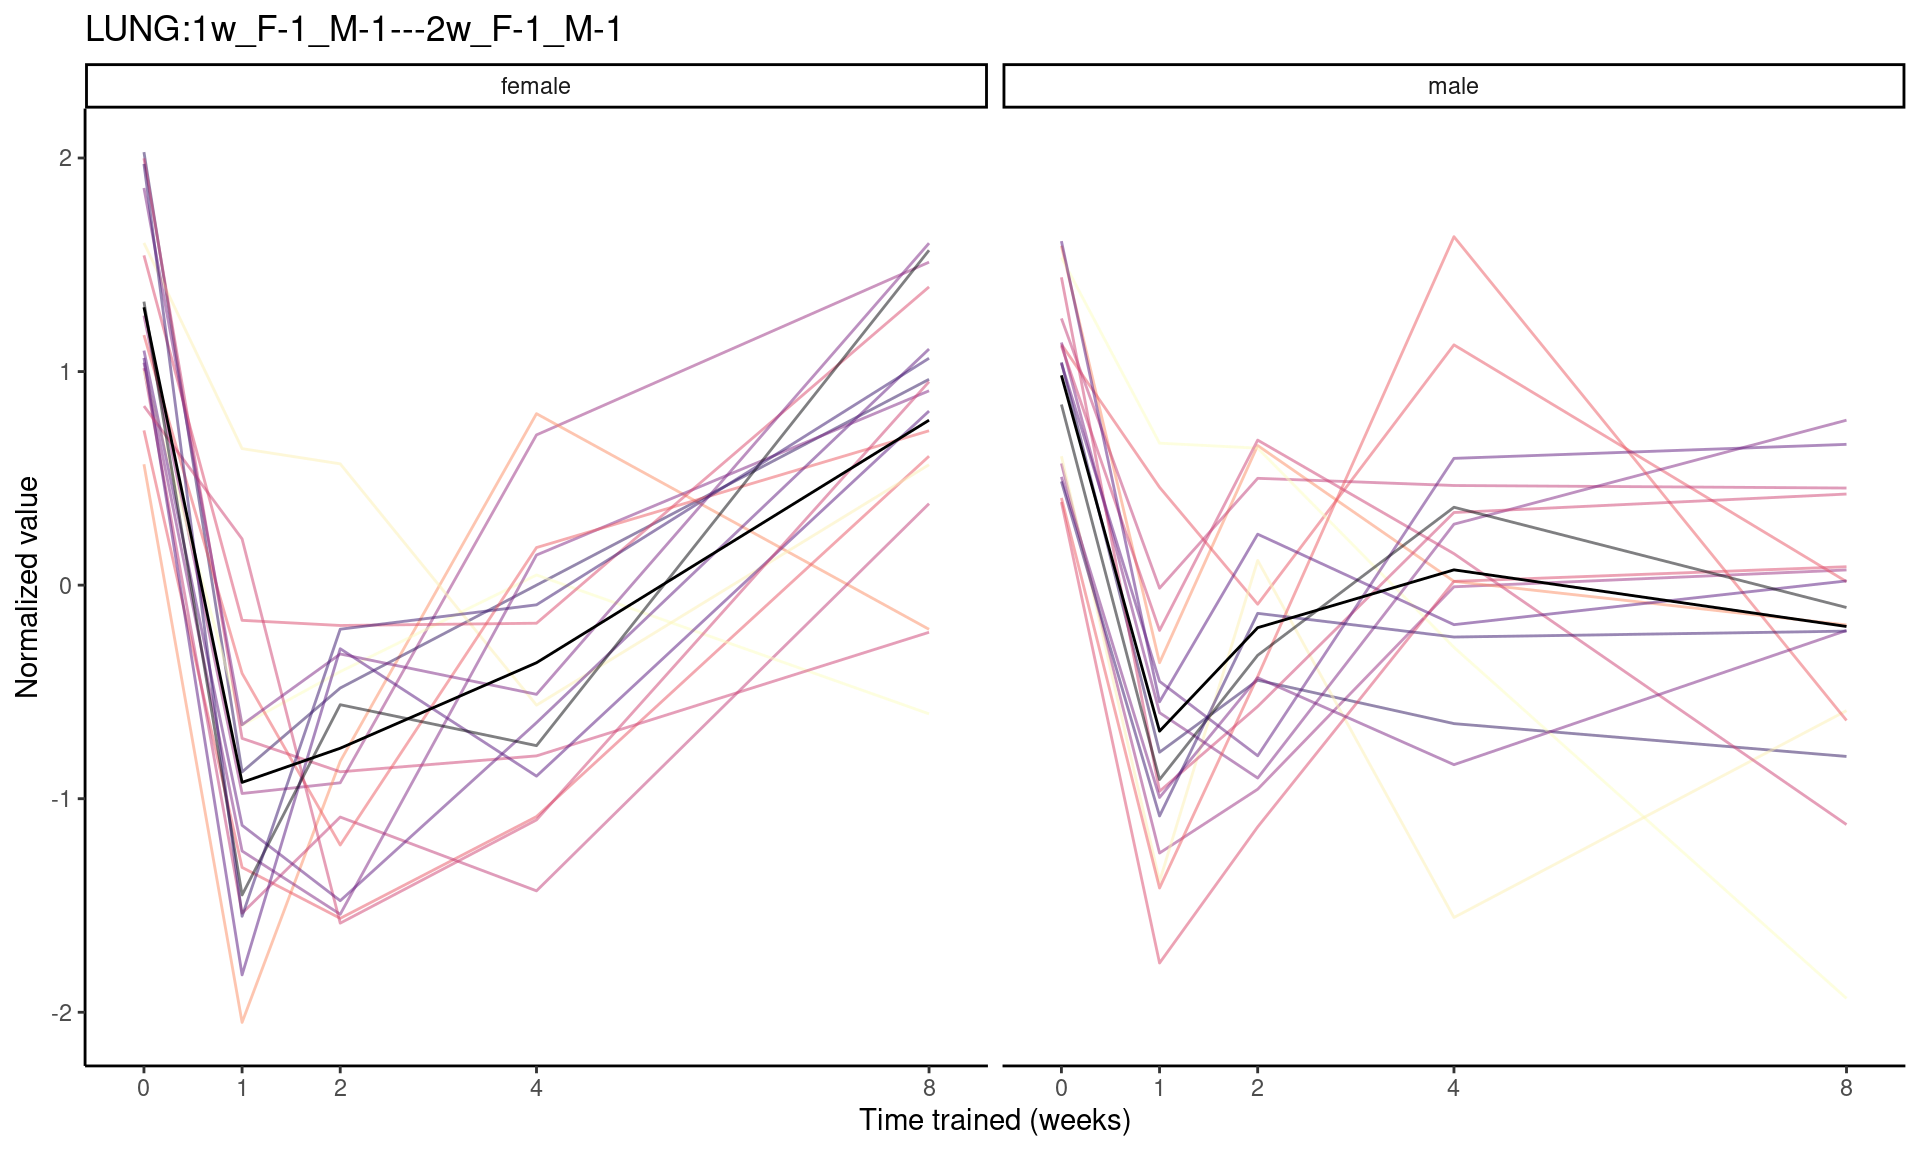 LUNG:1w_F-1_M-1---2w_F-1_M-1
female
male
Normalized value
2
1
0
-1
-2
0 1 2 4 8
0 1 2 4 8
Time trained (weeks)